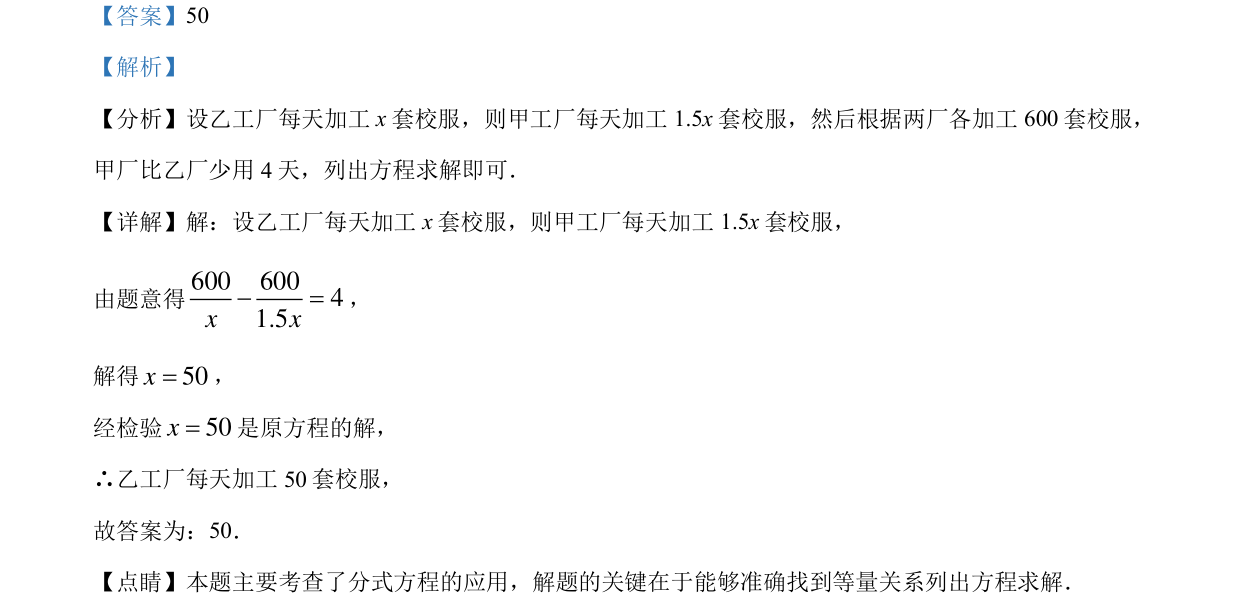 【答案】50
【解析】
【分析】设乙工厂每天加工 x 套校服，则甲工厂每天加工 1.5x 套校服，然后根据两厂各加工 600 套校服，
甲厂比乙厂少用 4 天，列出方程求解即可．
【详解】解：设乙工厂每天加工 x 套校服，则甲工厂每天加工 1.5x 套校服，
由题意得 600/x − 600/1.5x = 4，
解得 x = 50，
经检验 x = 50 是原方程的解，
∴乙工厂每天加工 50 套校服，
故答案为：50．
【点睛】本题主要考查了分式方程的应用，解题的关键在于能够准确找到等量关系列出方程求解．